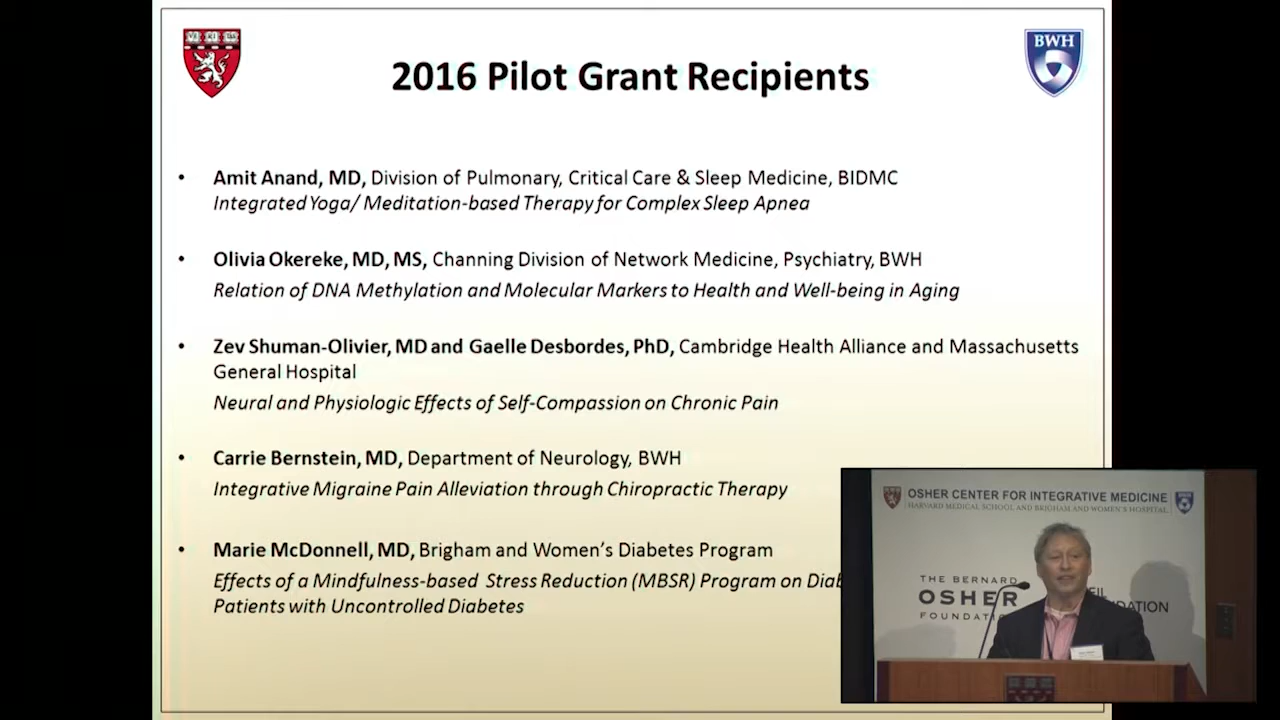 VE RI TAS
BWH
2016 Pilot Grant Recipients
• Amit Anand, MD, Division of Pulmonary, Critical Care & Sleep Medicine, BIDMC
Integrated Yoga/ Meditation-based Therapy for Complex Sleep Apnea
• Olivia Okereke, MD, MS, Channing Division of Network Medicine, Psychiatry, BWH
Relation of DNA Methylation and Molecular Markers to Health and Well-being in Aging
• Zev Shuman-Olivier, MD and Gaelle Desbordes, PhD, Cambridge Health Alliance and Massachusetts
General Hospital
Neural and Physiologic Effects of Self-Compassion on Chronic Pain
• Carrie Bernstein, MD, Department of Neurology, BWH
Integrative Migraine Pain Alleviation through Chiropractic Therapy
• Marie McDonnell, MD, Brigham and Women's Diabetes Program
Effects of a Mindfulness-based Stress Reduction (MBSR) Program on Diab
Patients with Uncontrolled Diabetes
OSHER CENTER FOR INTEGRATIVE MEDICINE
HARVARD MEDICAL SCHOOL AND BRIGHAM AND WOMEN'S HOSPITAL
THE BERNARD
OSHER
FOUNDATIO
DATION